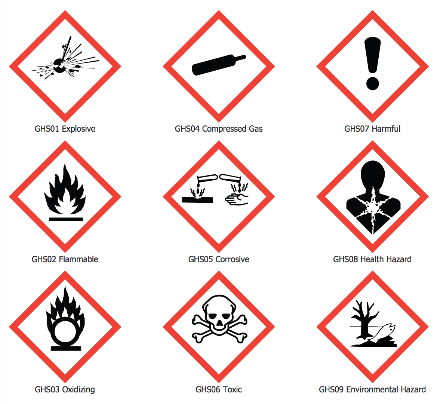 GHS01 Explosive
GHS04 Compressed Gas
GHS07 Harmful
GHS02 Flammable
GHS05 Corrosive
GHS08 Health Hazard
GHS03 Oxidizing
GHS06 Toxic
GHS09 Environmental Hazard